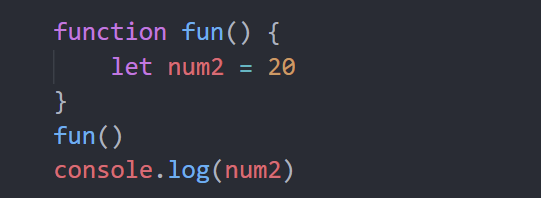 function fun() {
    let num2 = 20
}
fun()
console.log(num2)